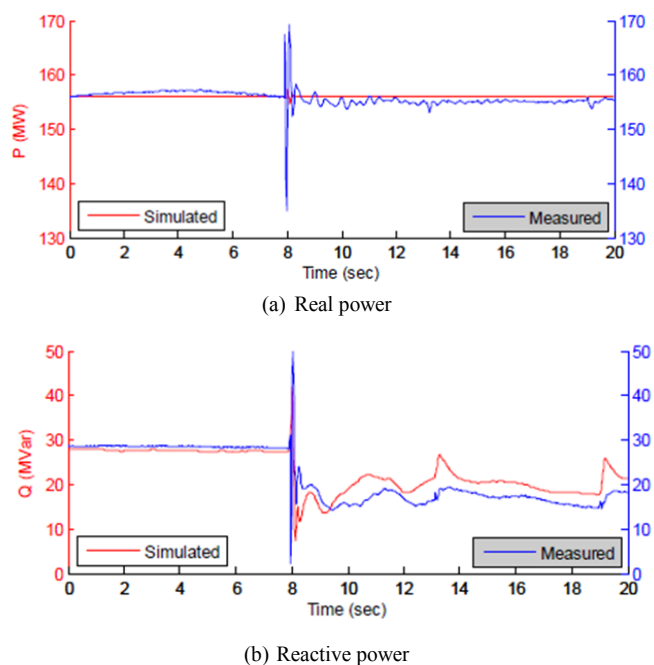 170
160
150
140
130
P (MW)
170
160
150
140
130
Simulated
Measured
0 2 4 6 8 10 12 14 16 18 20
Time (sec)
(a) Real power
50
40
30
20
10
0
Q (MVar)
50
40
30
20
10
0
Simulated
Measured
0 2 4 6 8 10 12 14 16 18 20
Time (sec)
(b) Reactive power